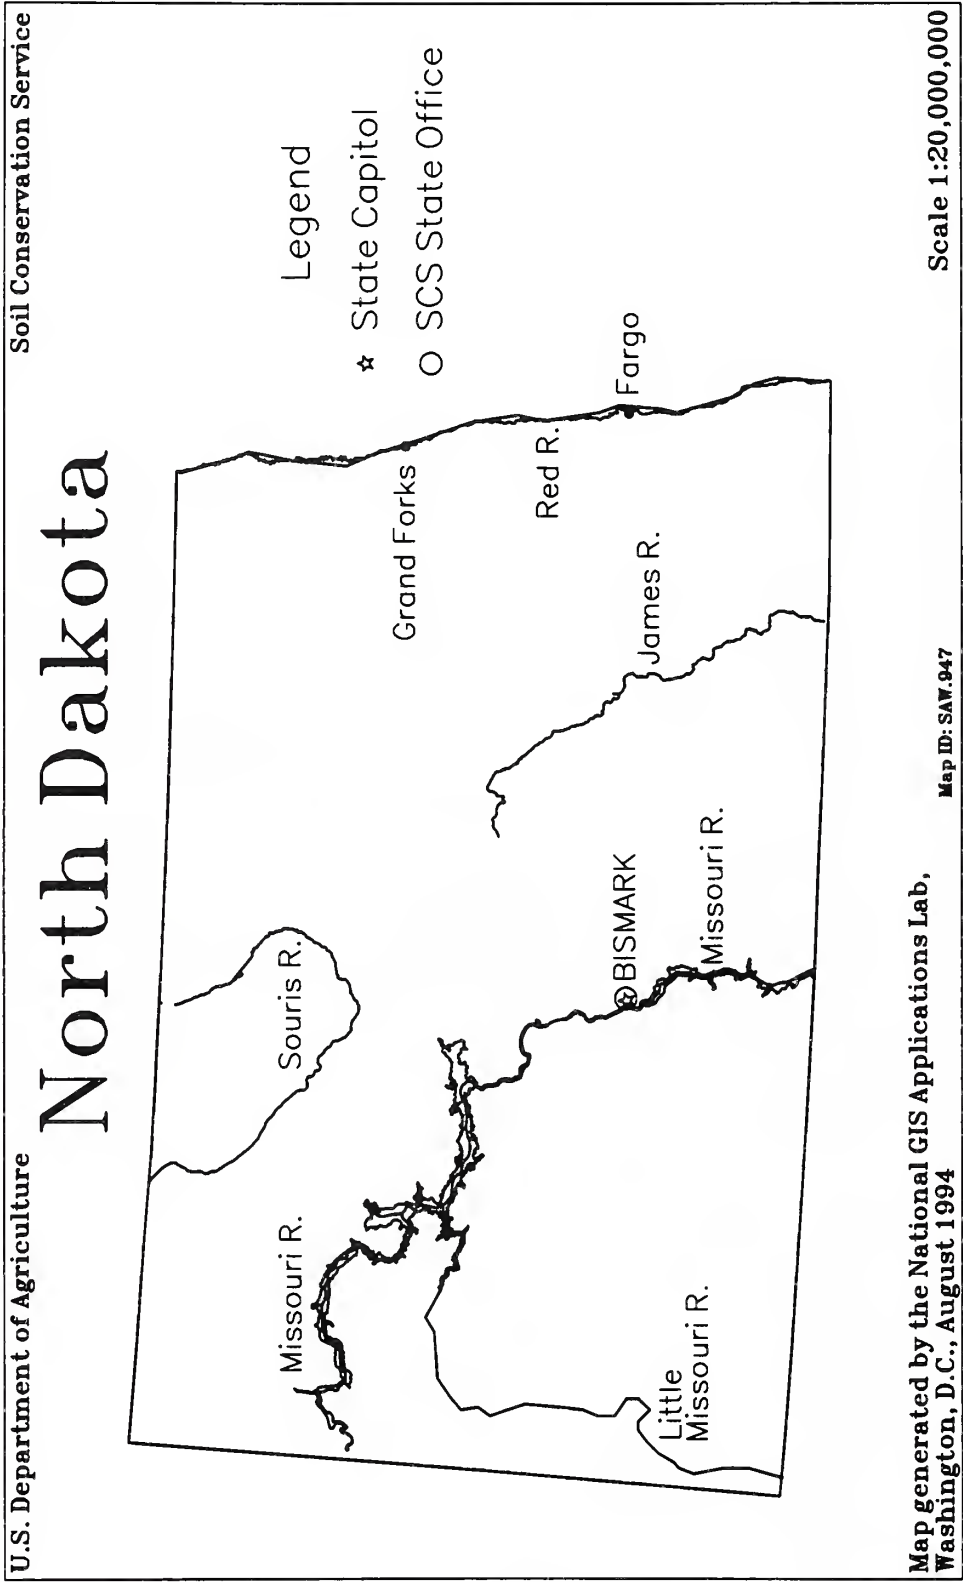 U.S. Department of Agriculture
Soil Conservation Service
North Dakota
Legend
☆ State Capitol
○ SCS State Office
Souris R.
Missouri R.
Grand Forks
Red R.
Fargo
James R.
BISMARK
Missouri R.
Little
Missouri R.
Map generated by the National GIS Applications Lab,
Washington, D.C., August 1994
Map ID: SAW.947
Scale 1:20,000,000